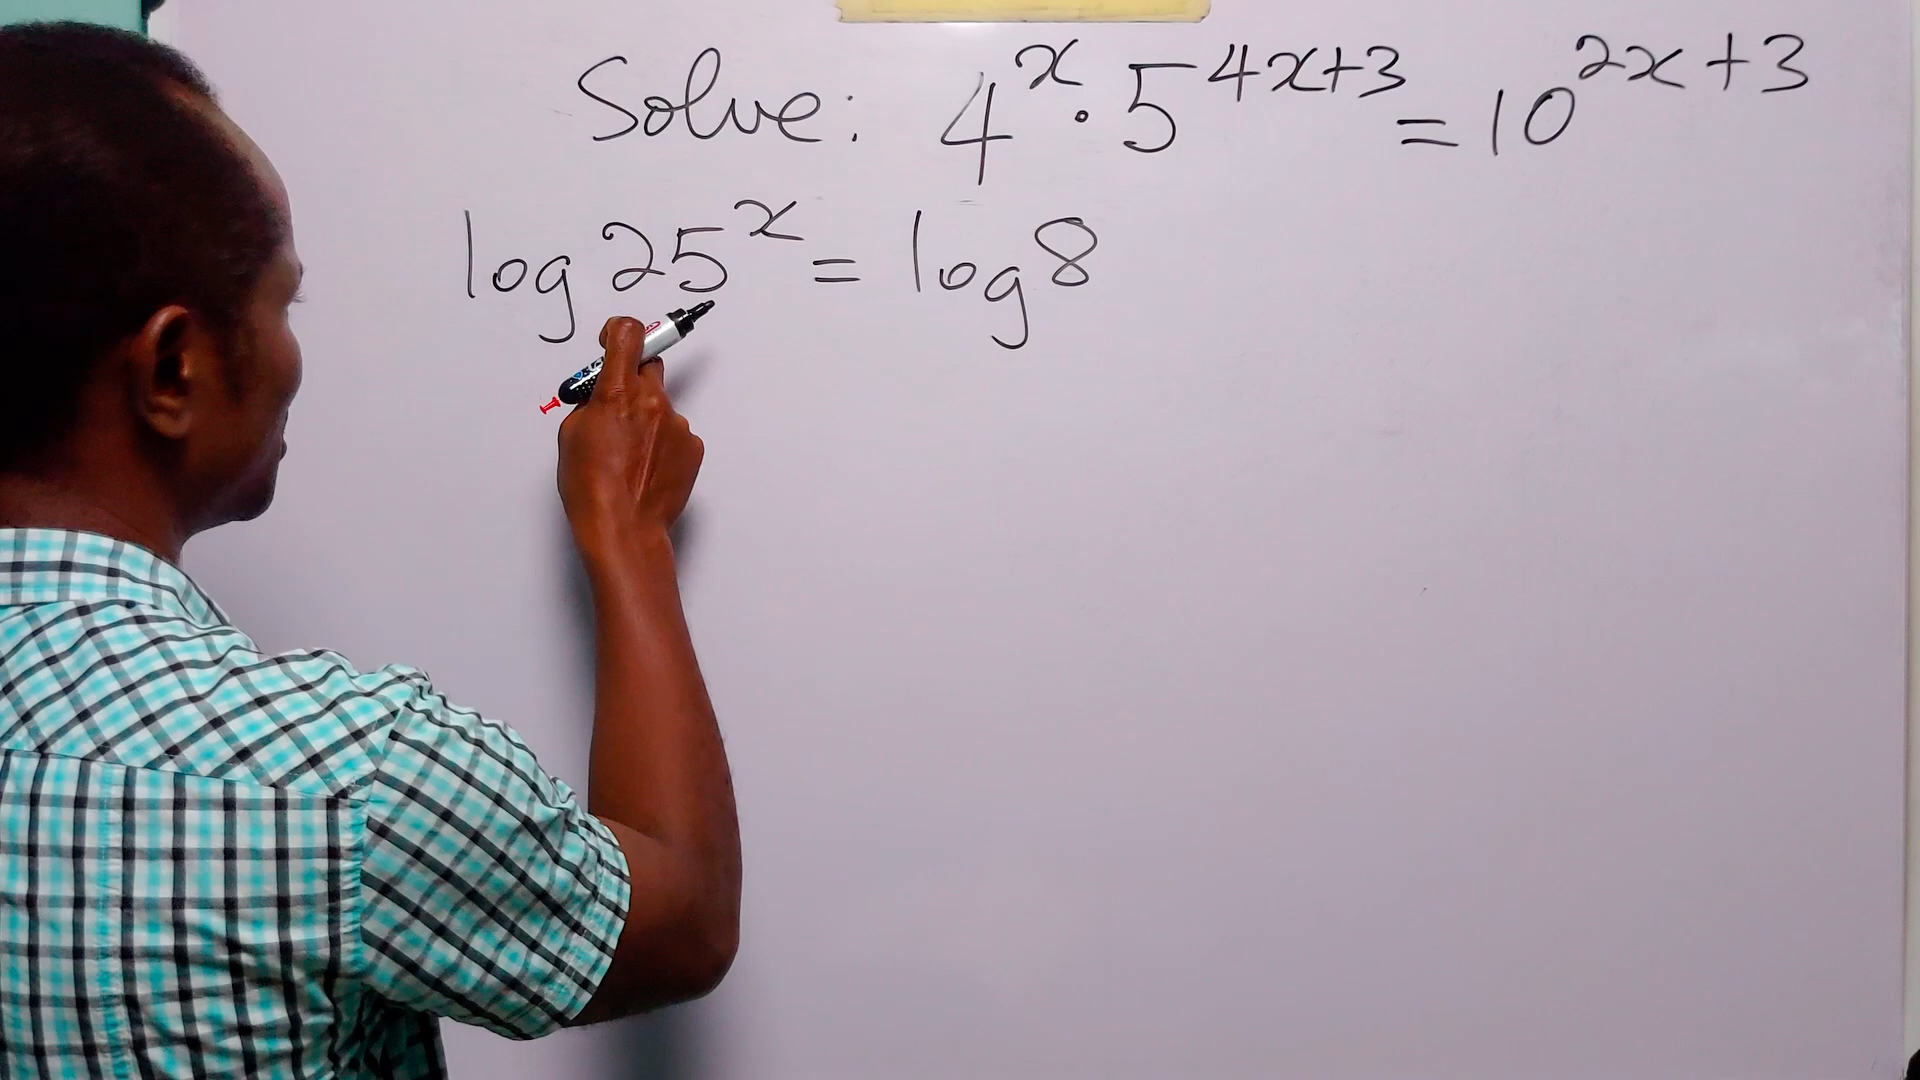 Solve: 4^x · 5^{4x+3} = 10^{2x+3}
log 25^x = log 8